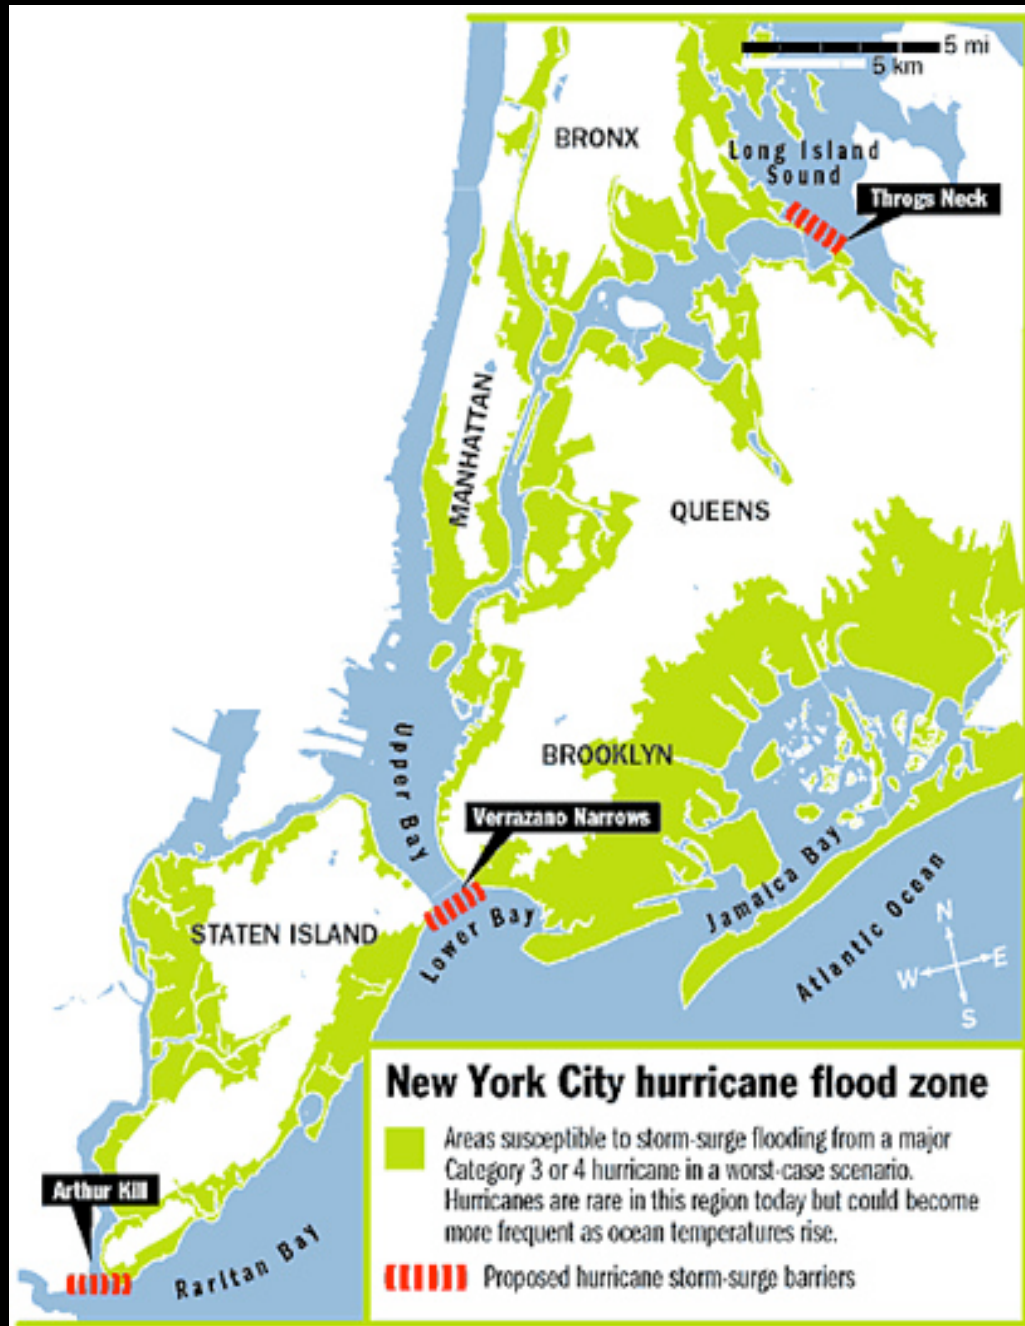 5 mi
5 km
BRONX
Long Island
Sound
Throgs Neck
MANHATTAN
QUEENS
Upper Bay
BROOKLYN
Verrazano Narrows
STATEN ISLAND
Lower Bay
Jamaica Bay
Atlantic Ocean
N
W
E
S
New York City hurricane flood zone
Areas susceptible to storm-surge flooding from a major
Category 3 or 4 hurricane in a worst-case scenario.
Hurricanes are rare in this region today but could become
more frequent as ocean temperatures rise.
Arthur Kill
Raritan Bay
Proposed hurricane storm-surge barriers